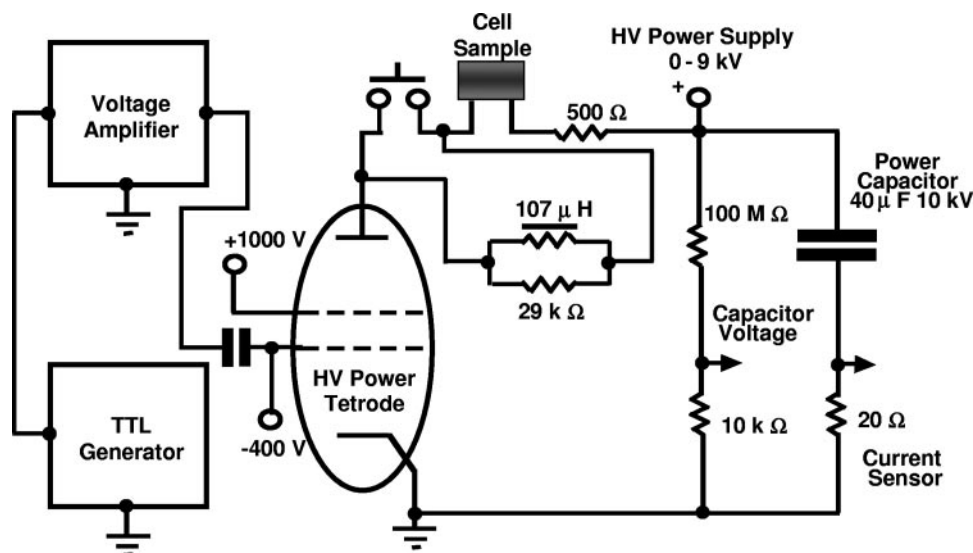 Cell
Sample
HV Power Supply
0 - 9 kV
+
Voltage
Amplifier
500 Ω
Power
Capacitor
40 μ F 10 kV
107 μ H
100 M Ω
+1000 V
29 k Ω
Capacitor
Voltage
HV Power
Tetrode
TTL
Generator
-400 V
10 k Ω
20 Ω
Current
Sensor